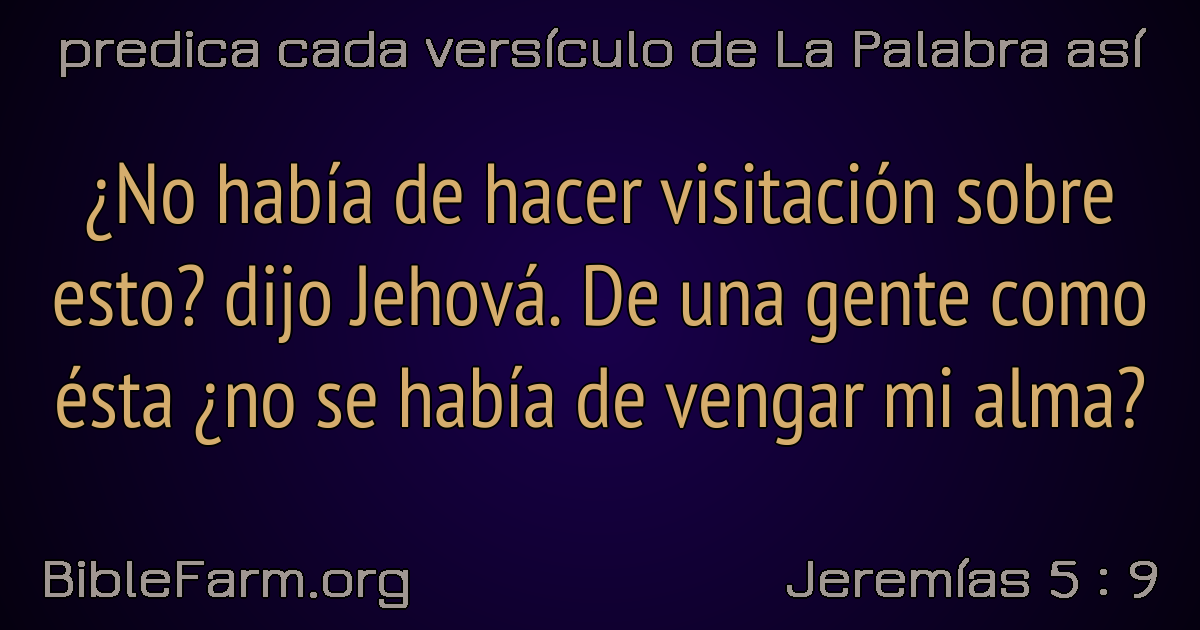 predica cada versículo de La Palabra así
¿No había de hacer visitación sobre
esto? dijo Jehová. De una gente como
ésta ¿no se había de vengar mi alma?
BibleFarm.org
Jeremías 5 : 9